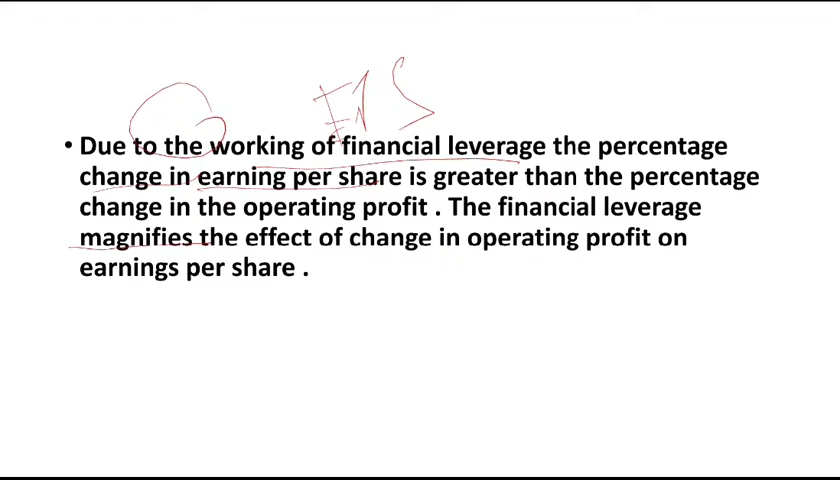 EPS
• Due to the working of financial leverage the percentage
change in earning per share is greater than the percentage
change in the operating profit . The financial leverage
magnifies the effect of change in operating profit on
earnings per share .